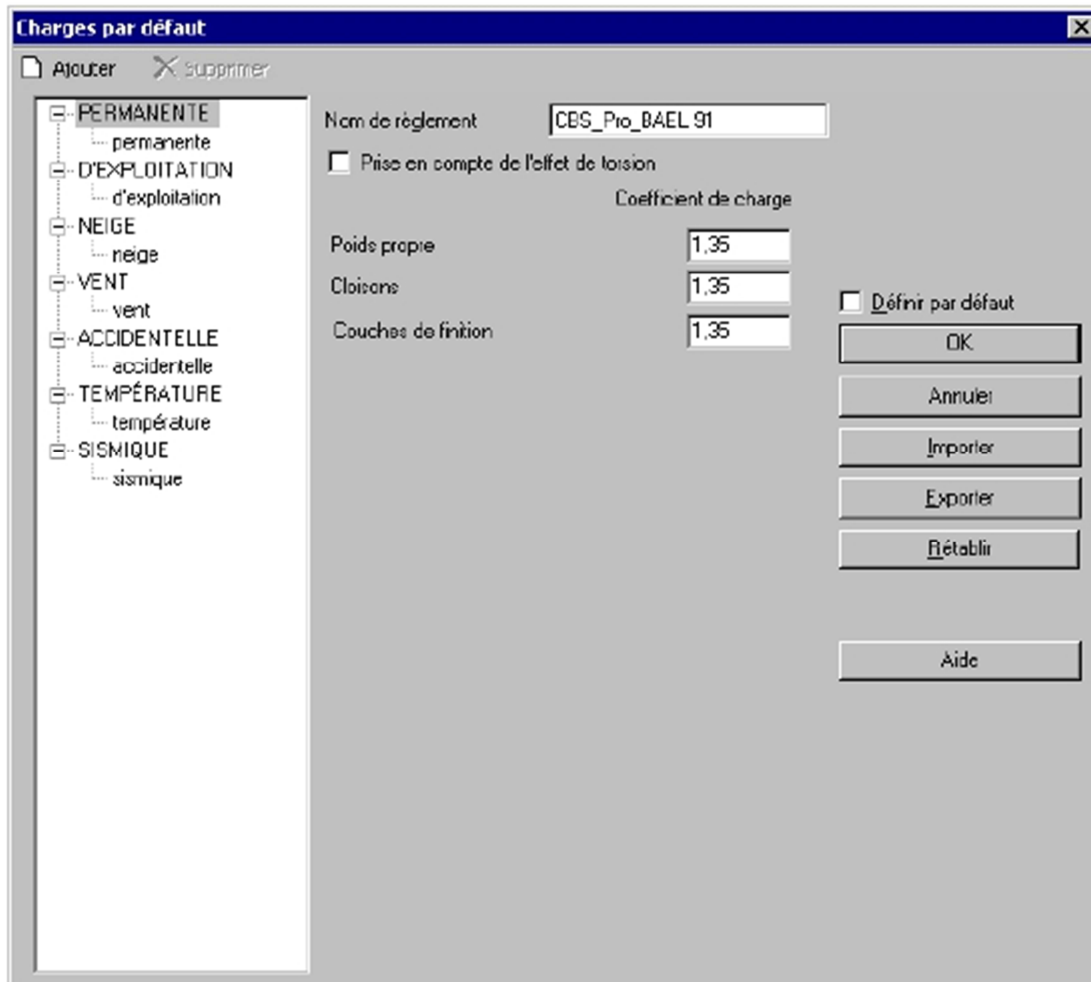 Charges par défaut
Ajouter Supprimer
PERMANENTE
permanente
D'EXPLOITATION
d'exploitation
NEIGE
neige
VENT
vent
ACCIDENTELLE
accidentelle
TEMPÉRATURE
température
SISMIQUE
sismique
Nom de règlement CBS_Pro_BAEL 91
Prise en compte de l'effet de torsion
Coefficient de charge
Poids propre 1,35
Cloisons 1,35
Couches de finition 1,35
Définir par défaut
OK
Annuler
Importer
Exporter
Rétablir
Aide